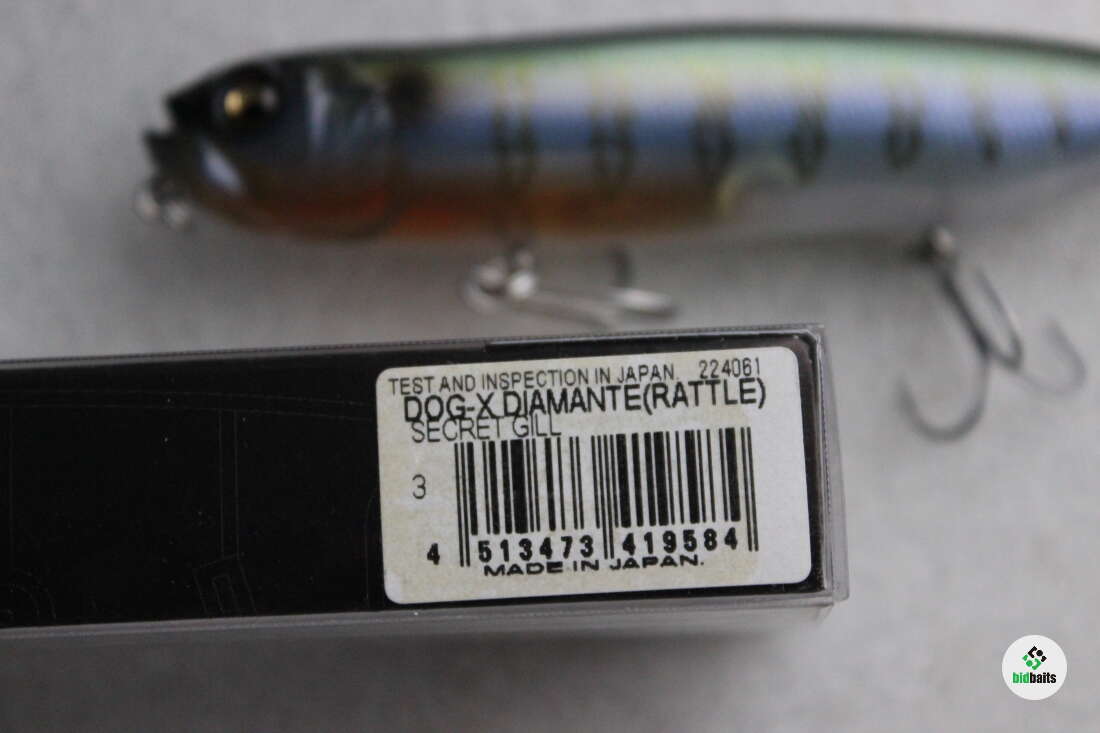 TEST AND INSPECTION IN JAPAN 224061
DOG-X DIAMANTE(RATTLE)
SECRET GILL
3
4 513473 419584
MADE IN JAPAN.
bidbaits